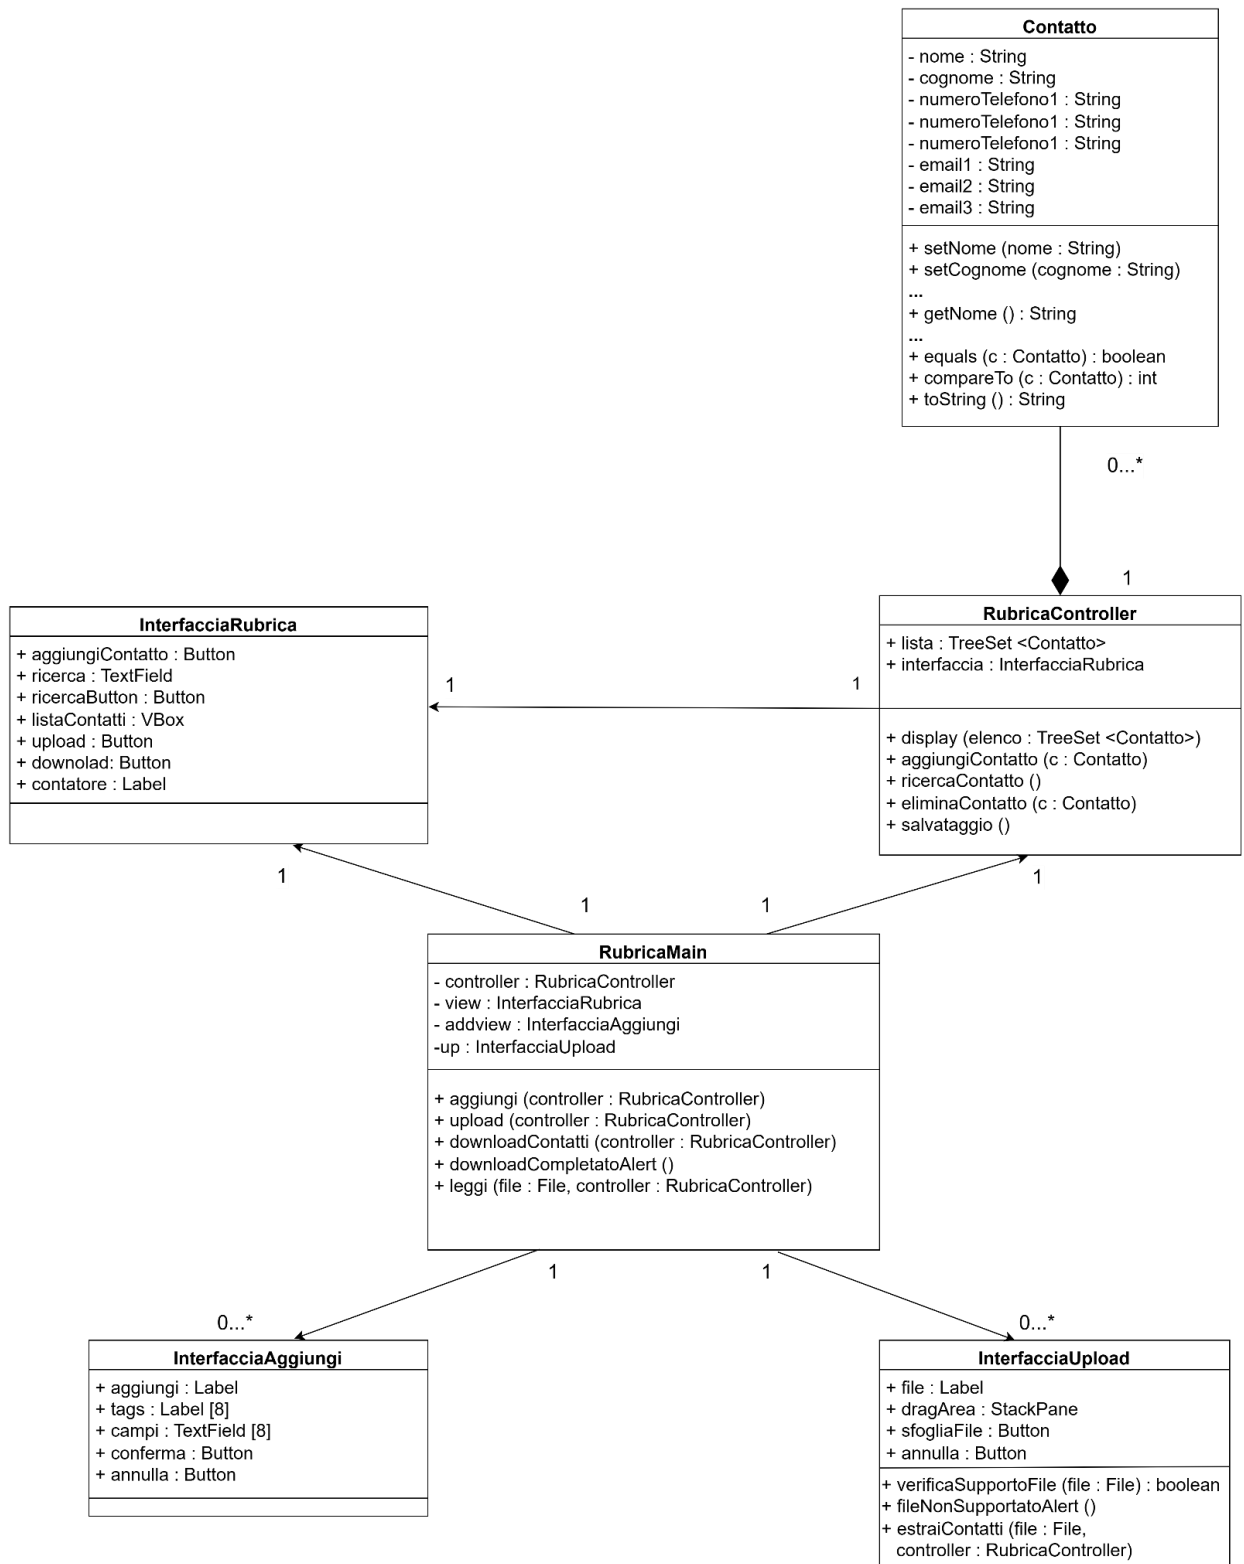 Contatto
- nome : String
- cognome : String
- numeroTelefono1 : String
- numeroTelefono1 : String
- numeroTelefono1 : String
- email1 : String
- email2 : String
- email3 : String
+ setNome (nome : String)
+ setCognome (cognome : String)
...
+ getNome () : String
...
+ equals (c : Contatto) : boolean
+ compareTo (c : Contatto) : int
+ toString () : String
0...*
1
InterfacciaRubrica
+ aggiungiContatto : Button
+ ricerca : TextField
+ ricercaButton : Button
+ listaContatti : VBox
+ upload : Button
+ downolad: Button
+ contatore : Label
1
1
RubricaController
+ lista : TreeSet <Contatto>
+ interfaccia : InterfacciaRubrica
+ display (elenco : TreeSet <Contatto>)
+ aggiungiContatto (c : Contatto)
+ ricercaContatto ()
+ eliminaContatto (c : Contatto)
+ salvataggio ()
1
1
1
1
RubricaMain
- controller : RubricaController
- view : InterfacciaRubrica
- addview : InterfacciaAggiungi
-up : InterfacciaUpload
+ aggiungi (controller : RubricaController)
+ upload (controller : RubricaController)
+ downloadContatti (controller : RubricaController)
+ downloadCompletatoAlert ()
+ leggi (file : File, controller : RubricaController)
1
1
0...*
0...*
InterfacciaAggiungi
+ aggiungi : Label
+ tags : Label [8]
+ campi : TextField [8]
+ conferma : Button
+ annulla : Button
InterfacciaUpload
+ file : Label
+ dragArea : StackPane
+ sfogliaFile : Button
+ annulla : Button
+ verificaSupportoFile (file : File) : boolean
+ fileNonSupportatoAlert ()
+ estraiContatti (file : File,
controller : RubricaController)